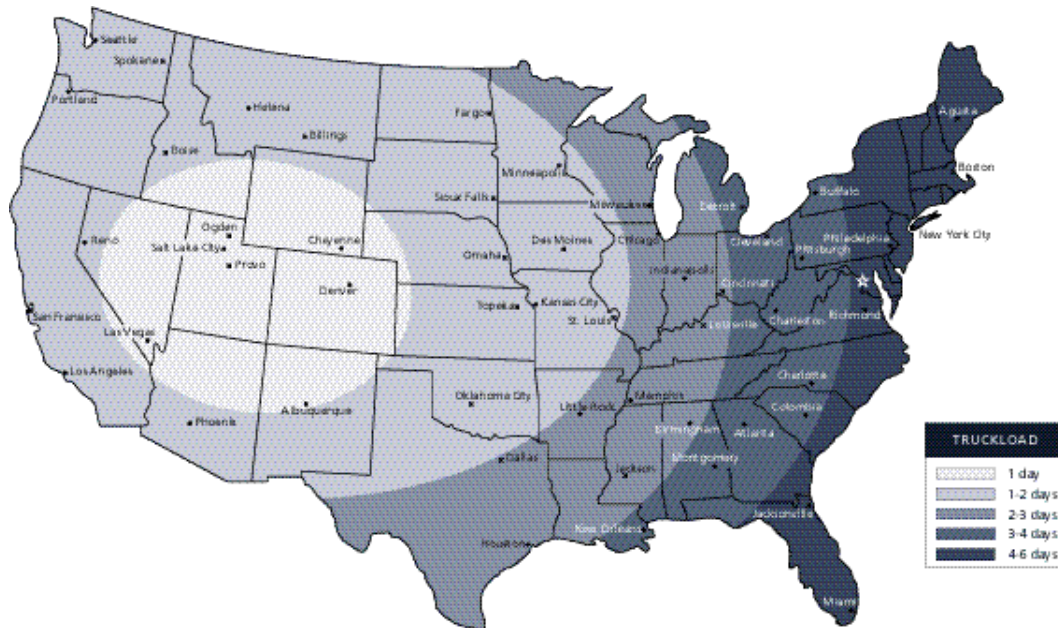 Seattle
Spokane
Portland
Helena
Fargo
Billings
Boise
Minneapolis
Sioux Falls
Milwaukee
Detroit
Buffalo
Agusta
Boston
New York City
Reno
Ogden
Salt Lake City
Provo
Cheyenne
Des Moines
Chicago
Cleveland
Pittsburgh
Philadelphia
Omaha
Indianapolis
Cincinnati
Denver
Topeka
Kansas City
St. Louis
Louisville
Charleston
Richmond
San Fransisco
Las Vegas
Los Angeles
Albuquerque
Phoenix
Oklahoma City
Little Rock
Memphis
Charlotte
Columbia
Birmingham
Atlanta
Dallas
Jackson
Montgomery
Jacksonville
New Orleans
Houston
Miami
TRUCKLOAD
1 day
1-2 days
2-3 days
3-4 days
4-6 days